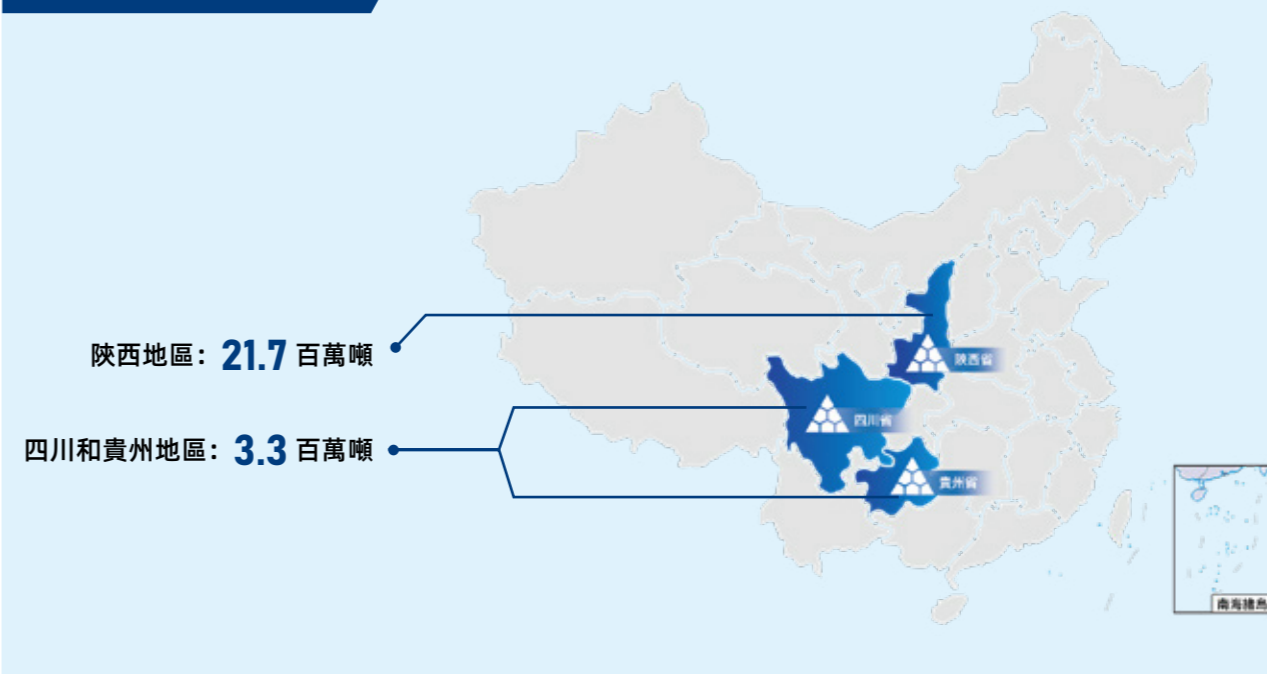 陝西地區：21.7 百萬噸
陝西省
四川省
四川和貴州地區：3.3 百萬噸
貴州省
南海諸島